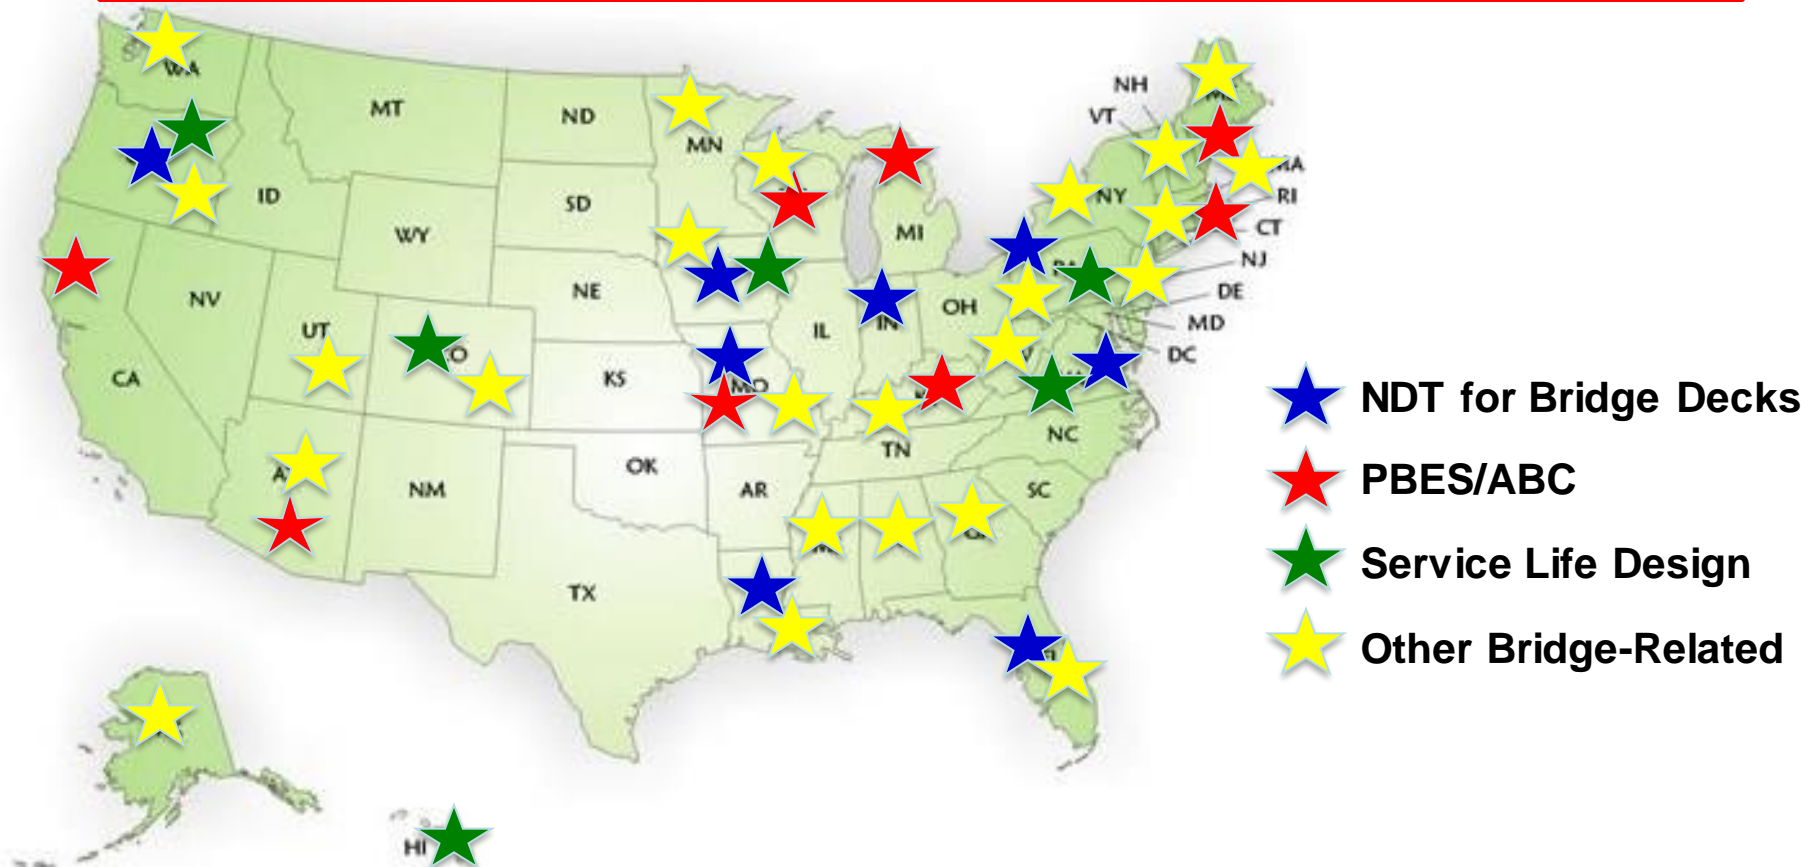 WA
MT
ND
MN
NH
VT
MA
ID
SD
NY
RI
WY
MI
CT
NJ
NV
NE
PA
DE
OH
UT
IL
IN
MD
DC
CA
KS
MO
NC
TN
OK
NM
AR
SC
TX
HI
NDT for Bridge Decks
PBES/ABC
Service Life Design
Other Bridge-Related